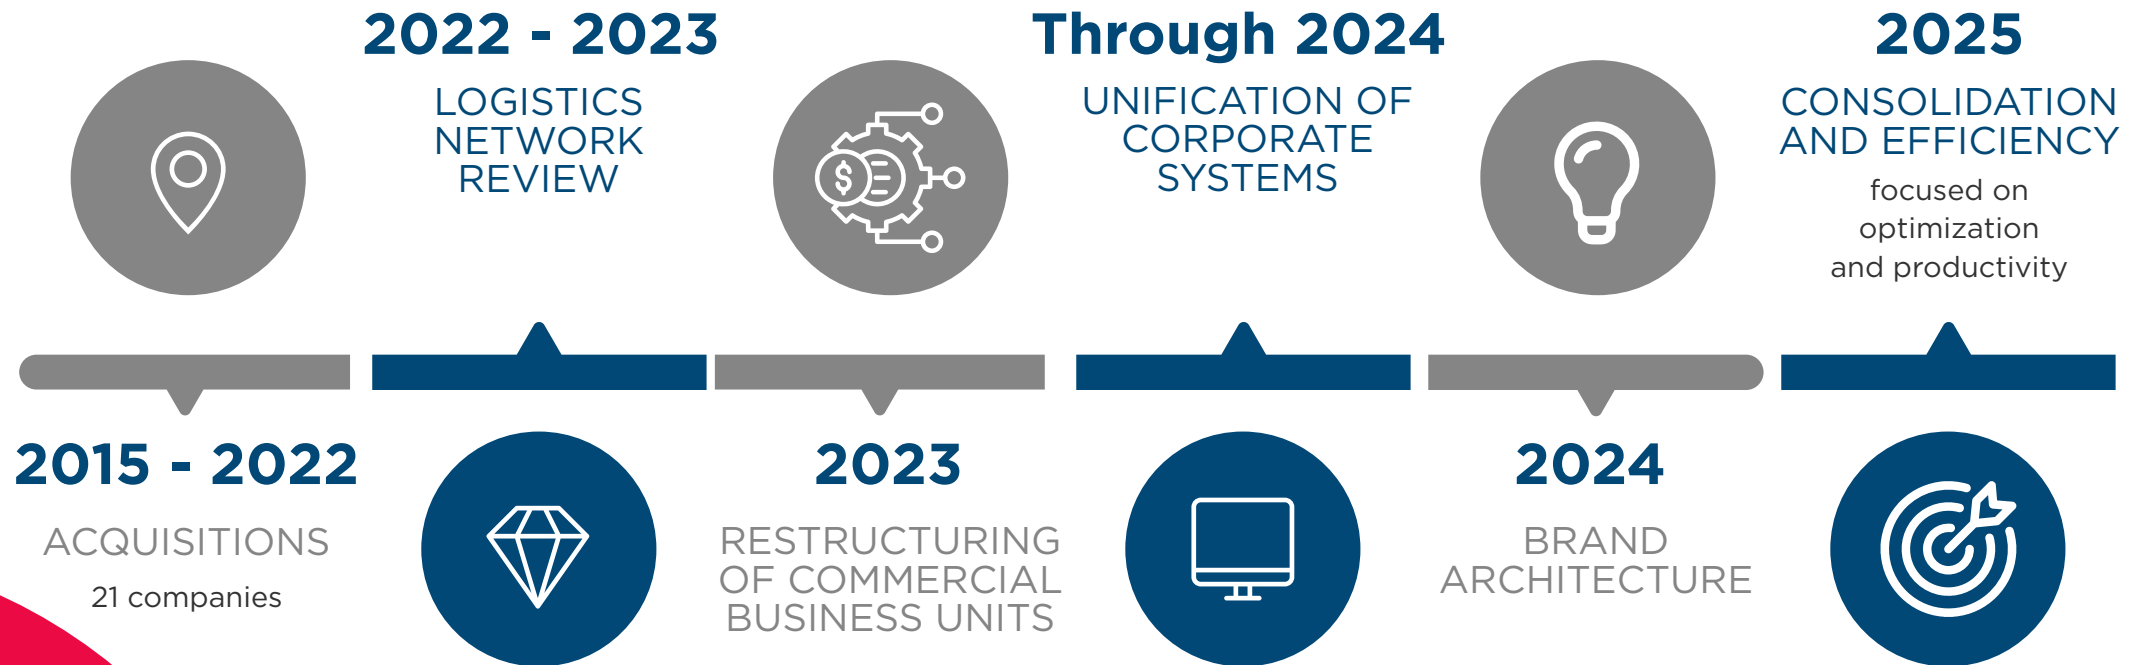 2015 - 2022
ACQUISITIONS
21 companies
2022 - 2023
LOGISTICS
NETWORK
REVIEW
$
2023
RESTRUCTURING
OF COMMERCIAL
BUSINESS UNITS
Through 2024
UNIFICATION OF
CORPORATE
SYSTEMS
2024
BRAND
ARCHITECTURE
2025
CONSOLIDATION
AND EFFICIENCY
focused on
optimization
and productivity